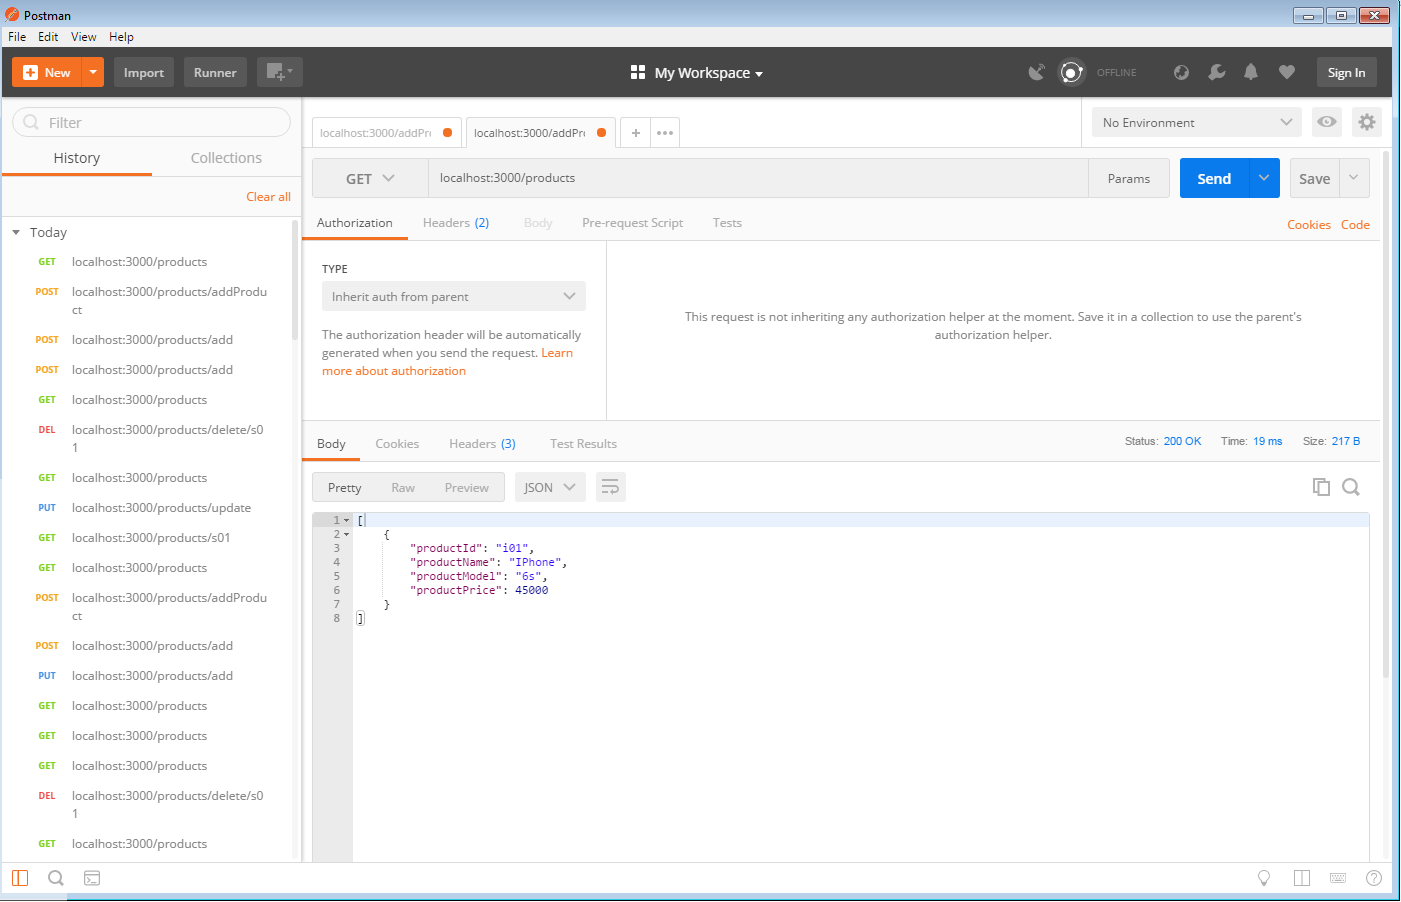 Postman
File Edit View Help
New Import Runner My Workspace OFFLINE Sign In
Filter
History Collections
Clear all
Today
GET localhost:3000/products
POST localhost:3000/products/addProdu
ct
POST localhost:3000/products/add
POST localhost:3000/products/add
GET localhost:3000/products
DEL localhost:3000/products/delete/s0
1
GET localhost:3000/products
PUT localhost:3000/products/update
GET localhost:3000/products/s01
GET localhost:3000/products
POST localhost:3000/products/addProdu
ct
POST localhost:3000/products/add
PUT localhost:3000/products/add
GET localhost:3000/products
GET localhost:3000/products
GET localhost:3000/products
DEL localhost:3000/products/delete/s0
1
GET localhost:3000/products
localhost:3000/addPr localhost:3000/addPr + ••• No Environment
GET localhost:3000/products Params Send Save
Authorization Headers (2) Body Pre-request Script Tests Cookies Code
TYPE
Inherit auth from parent
The authorization header will be automatically
generated when you send the request. Learn
more about authorization
This request is not inheriting any authorization helper at the moment. Save it in a collection to use the parent's
authorization helper.
Body Cookies Headers (3) Test Results Status: 200 OK Time: 19 ms Size: 217 B
Pretty Raw Preview JSON
1 [
2 {
3 "productId": "i01",
4 "productName": "IPhone",
5 "productModel": "6s",
6 "productPrice": 45000
7 }
8 ]